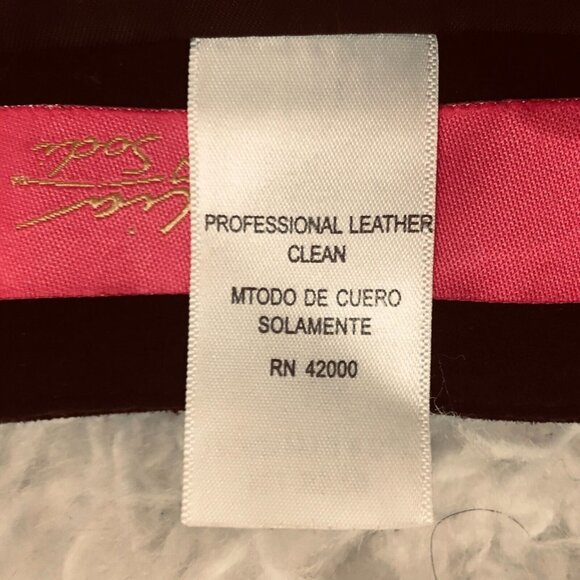 PROFESSIONAL LEATHER
CLEAN
MTODO DE CUERO
SOLAMENTE
RN 42000